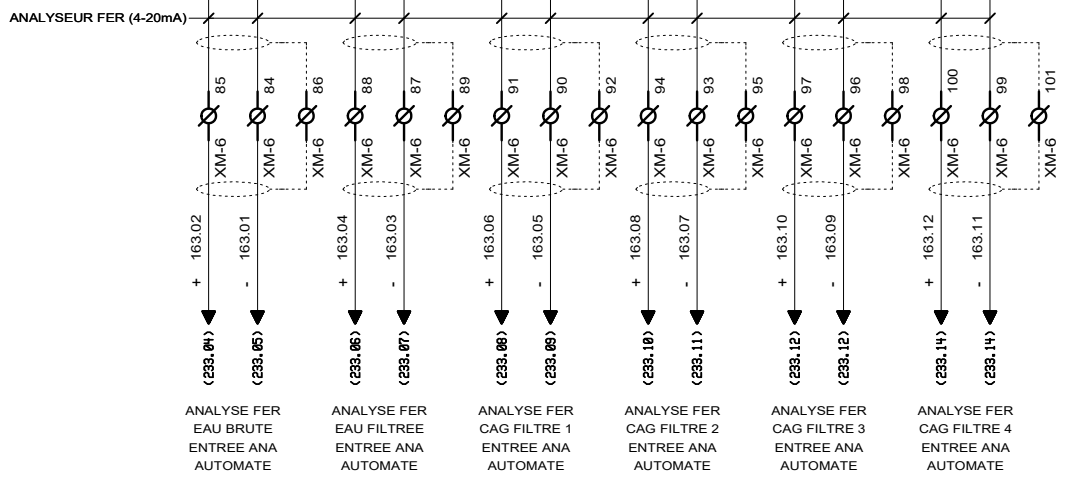 ANALYSEUR FER (4-20mA)
85 84 86 88 87 89 91 90 92 94 93 95 97 96 98 100 99 101
XM-6 XM-6 XM-6 XM-6 XM-6 XM-6 XM-6 XM-6 XM-6 XM-6 XM-6 XM-6 XM-6 XM-6 XM-6 XM-6 XM-6 XM-6
163.02 163.01 163.04 163.03 163.06 163.05 163.08 163.07 163.10 163.09 163.12 163.11
+ - + - + - + - + - + -
(233.04) (233.05) (233.06) (233.07) (233.08) (233.09) (233.10) (233.11) (233.12) (233.12) (233.14) (233.14)
ANALYSE FER ANALYSE FER ANALYSE FER ANALYSE FER ANALYSE FER ANALYSE FER
EAU BRUTE EAU FILTREE CAG FILTRE 1 CAG FILTRE 2 CAG FILTRE 3 CAG FILTRE 4
ENTREE ANA ENTREE ANA ENTREE ANA ENTREE ANA ENTREE ANA ENTREE ANA
AUTOMATE AUTOMATE AUTOMATE AUTOMATE AUTOMATE AUTOMATE